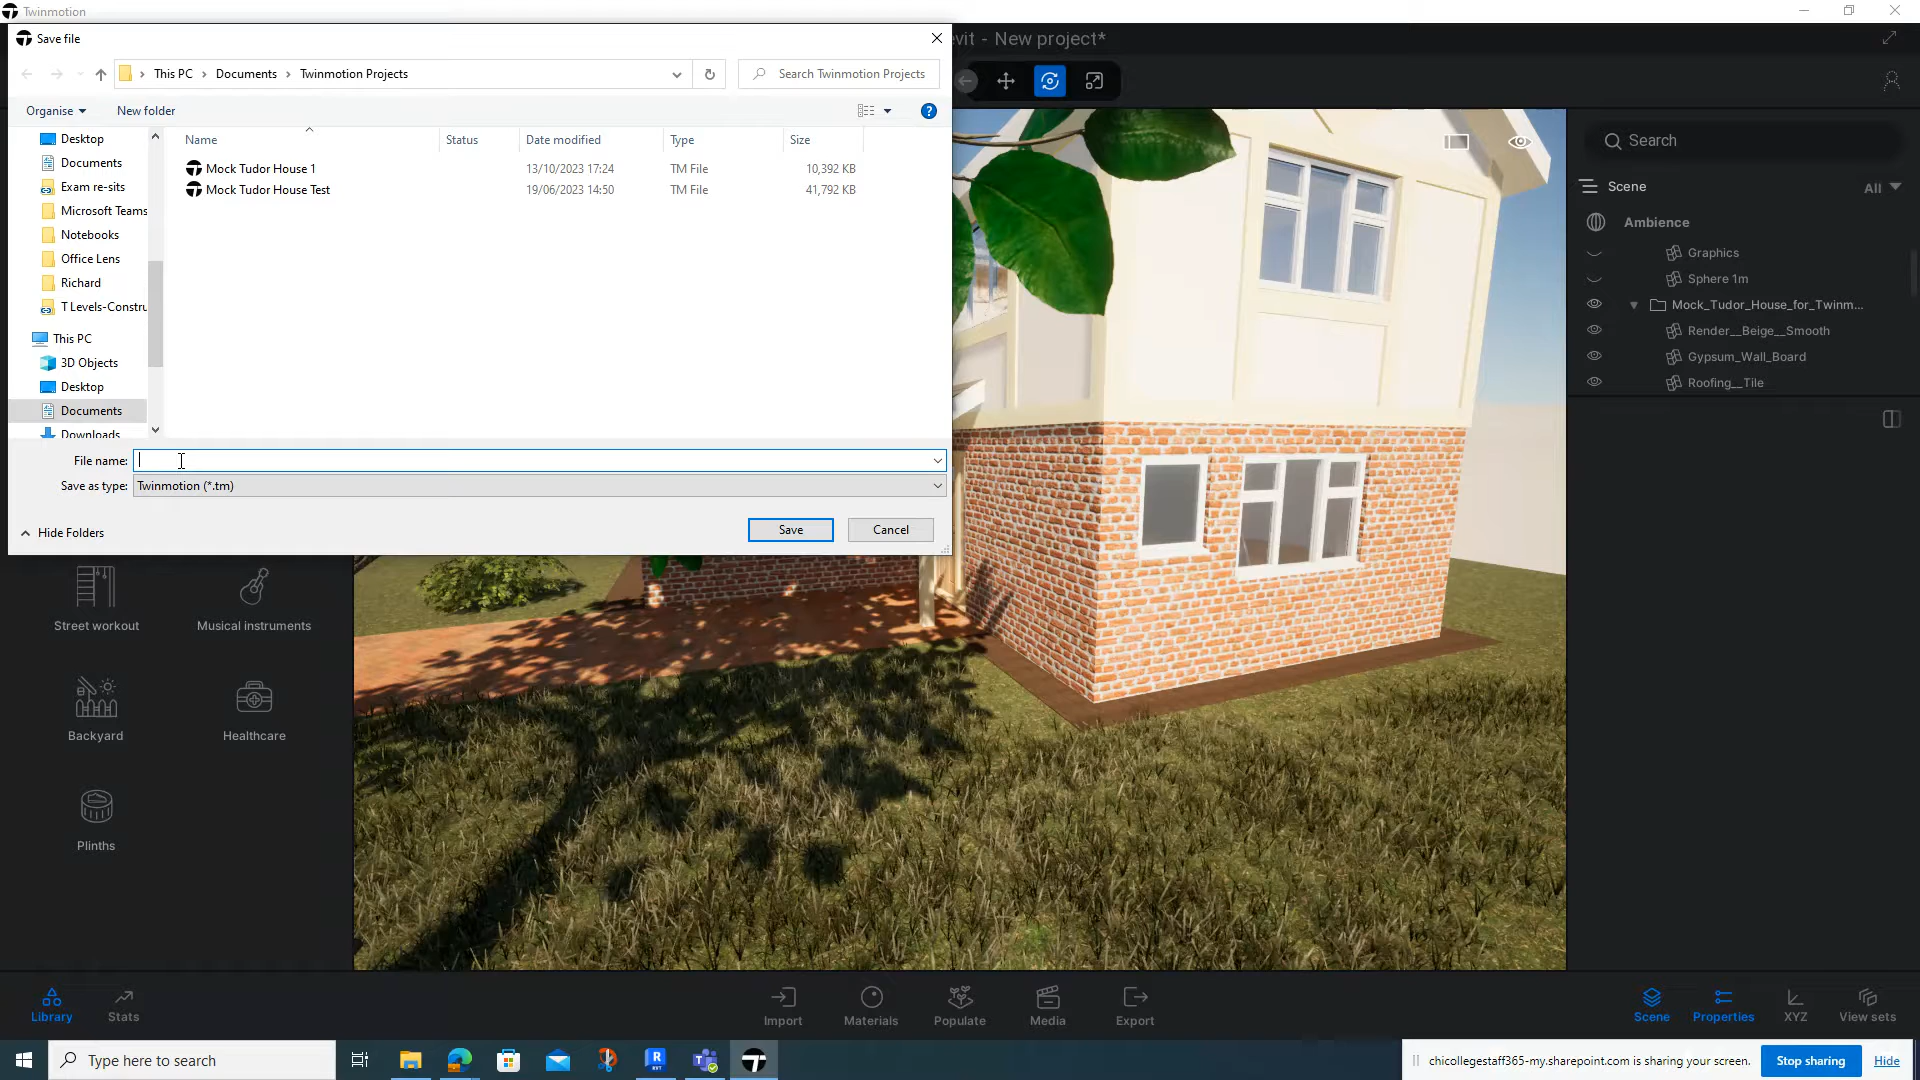 Twinmotion
Save file
evit - New project*
This PC
Documents
Twinmotion Projects
Search Twinmotion Projects
Organise
New folder
Name
Status
Date modified
Type
Size
Mock Tudor House 1
13/10/2023 17:24
TM File
10,392 KB
Mock Tudor House Test
19/06/2023 14:50
TM File
41,792 KB
Desktop
Documents
Exam re-sits
Microsoft Teams
Notebooks
Office Lens
Richard
T Levels-Constru
This PC
3D Objects
Desktop
Documents
Downloads
File name:
Save as type:
Twinmotion (*.tm)
Hide Folders
Save
Cancel
Search
Scene
All
Ambience
Graphics
Sphere 1m
Mock_Tudor_House_for_Twinm...
Render__Beige__Smooth
Gypsum_Wall_Board
Roofing__Tile
Street workout
Musical instruments
Backyard
Healthcare
Plinths
Library
Stats
Import
Materials
Populate
Media
Export
Scene
Properties
XYZ
View sets
Type here to search
chicollegestaff365-my.sharepoint.com is sharing your screen.
Stop sharing
Hide